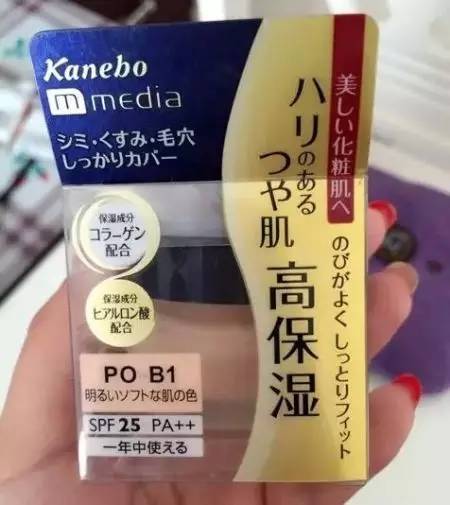 Kanebo
media
シミ・くすみ・毛穴
しっかりカバー
保湿成分
コラーゲン
配合
保湿成分
ヒアルロン酸
配合
PO B1
明るいソフトな肌の色
SPF 25 PA++
一年中使える
美しい化粧肌へ
ハリのある
つや肌
高保湿
のびがよく しっとりフィット